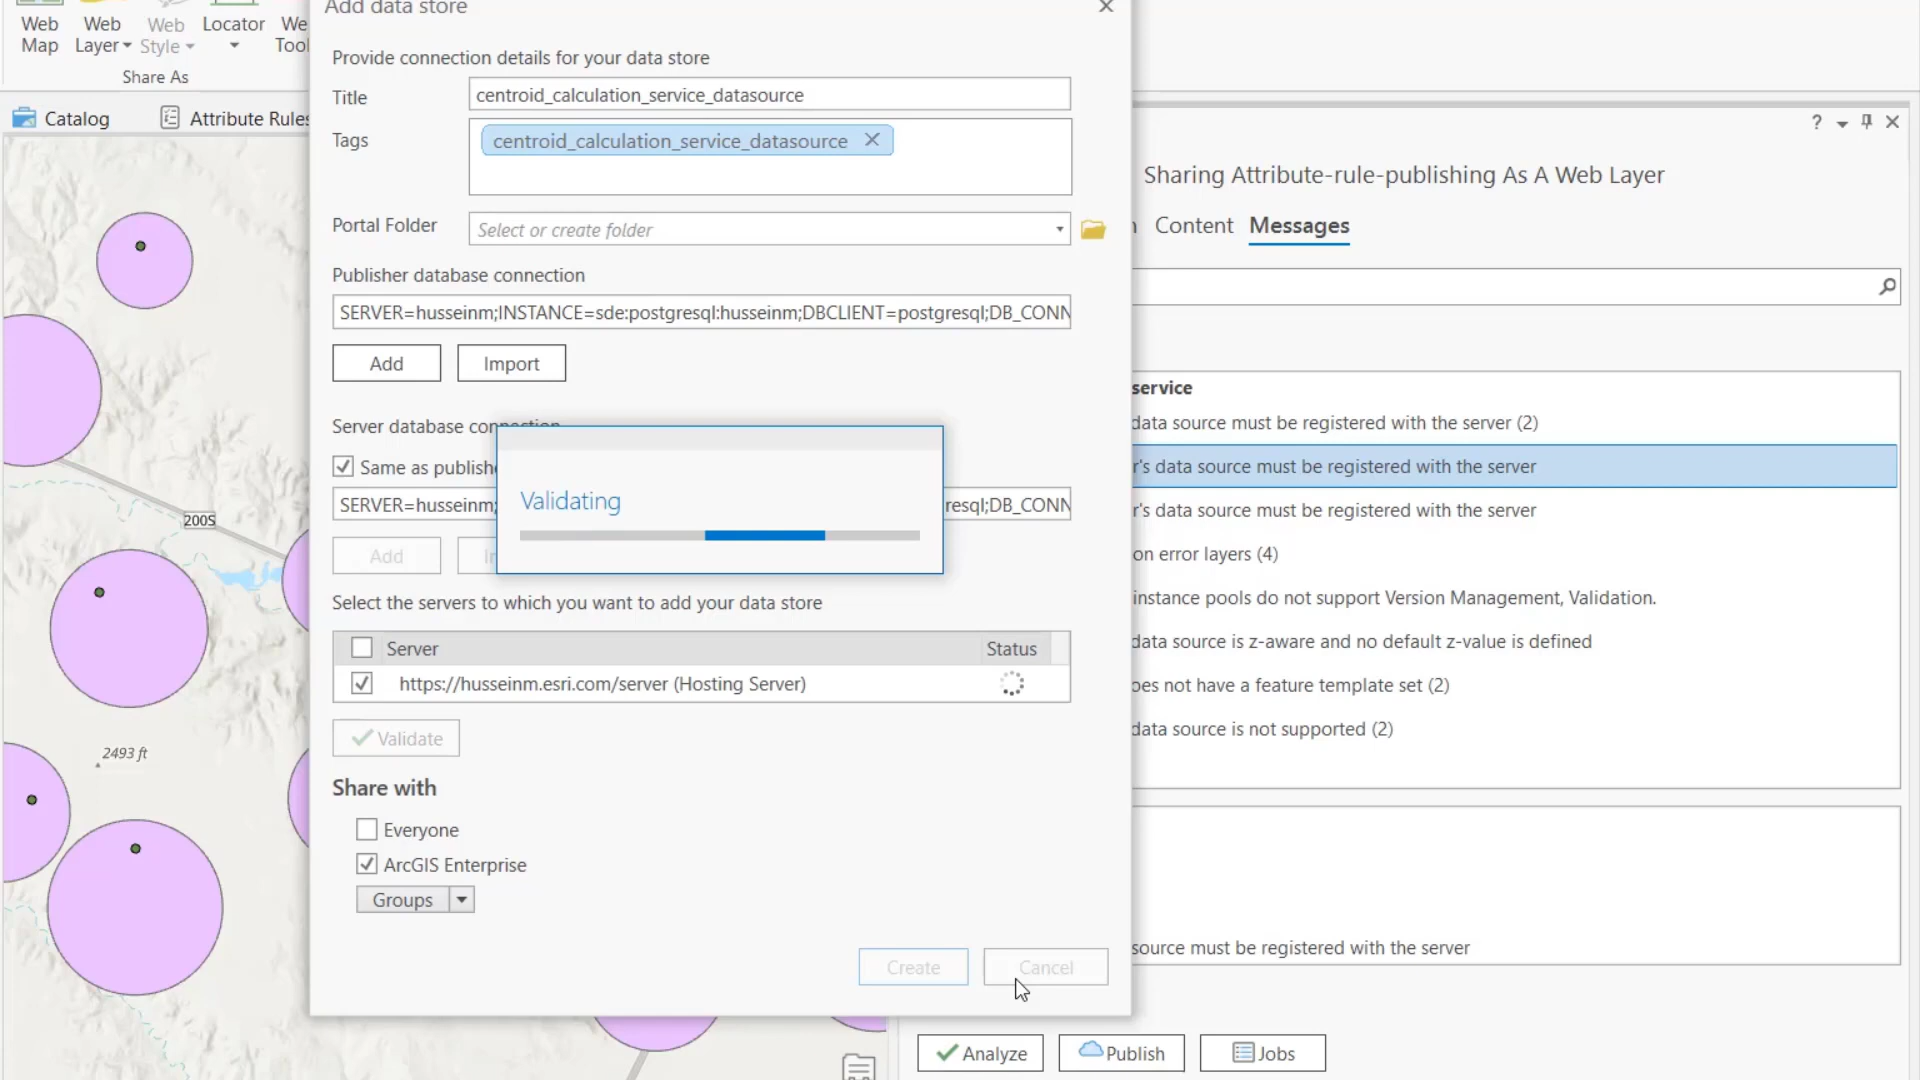 Add data store
Web Map
Web Layer
Web Style
Locator
Share As
Catalog
Attribute Rules
Provide connection details for your data store
Title
centroid_calculation_service_datasource
Tags
centroid_calculation_service_datasource
Portal Folder
Select or create folder
Publisher database connection
SERVER=husseinm;INSTANCE=sde:postgresql:husseinm;DBCLIENT=postgresql;DB_CONN
Add
Import
Server database connection
Same as publishe
SERVER=husseinm;
resql;DB_CONN
Add
Validating
Select the servers to which you want to add your data store
Server
Status
https://husseinm.esri.com/server (Hosting Server)
Validate
Share with
Everyone
ArcGIS Enterprise
Groups
Create
Cancel
200S
2493 ft
?
Sharing Attribute-rule-publishing As A Web Layer
Content
Messages
service
data source must be registered with the server (2)
r's data source must be registered with the server
r's data source must be registered with the server
on error layers (4)
instance pools do not support Version Management, Validation.
data source is z-aware and no default z-value is defined
oes not have a feature template set (2)
data source is not supported (2)
source must be registered with the server
Analyze
Publish
Jobs